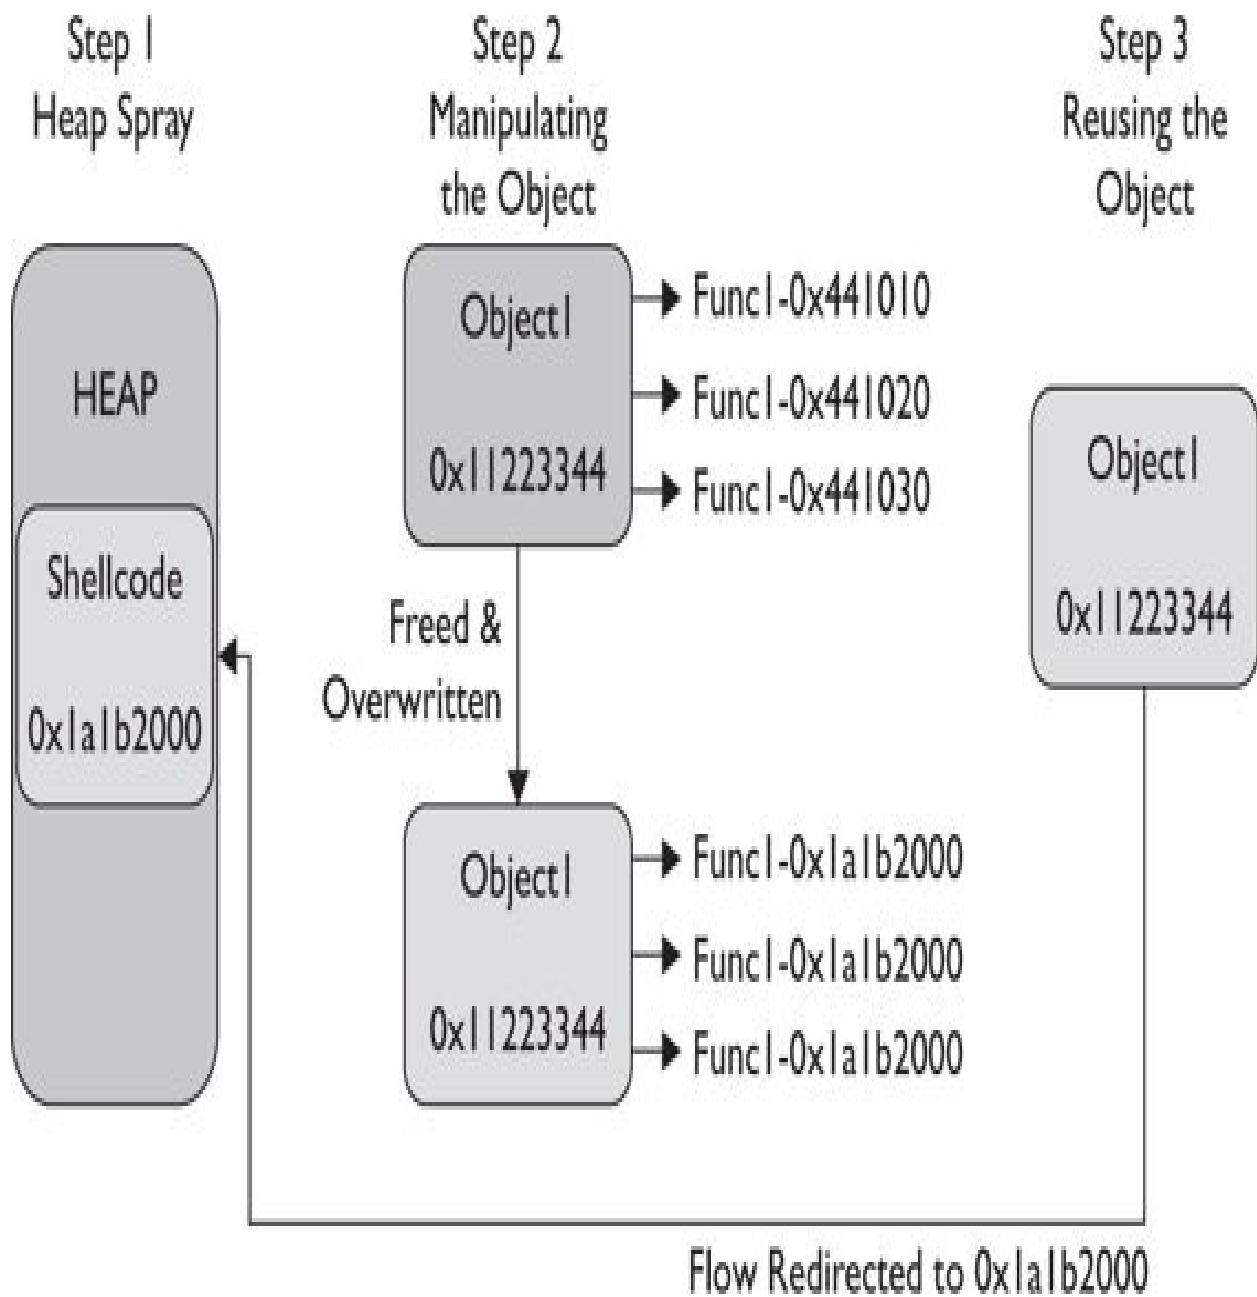 Step 1
Heap Spray
Step 2
Manipulating
the Object
Step 3
Reusing the
Object
HEAP
Shellcode
0x1a1b2000
Object1
0x11223344
Func1-0x441010
Func1-0x441020
Func1-0x441030
Freed &
Overwritten
Object1
0x11223344
Func1-0x1a1b2000
Func1-0x1a1b2000
Func1-0x1a1b2000
Object1
0x11223344
Flow Redirected to 0x1a1b2000